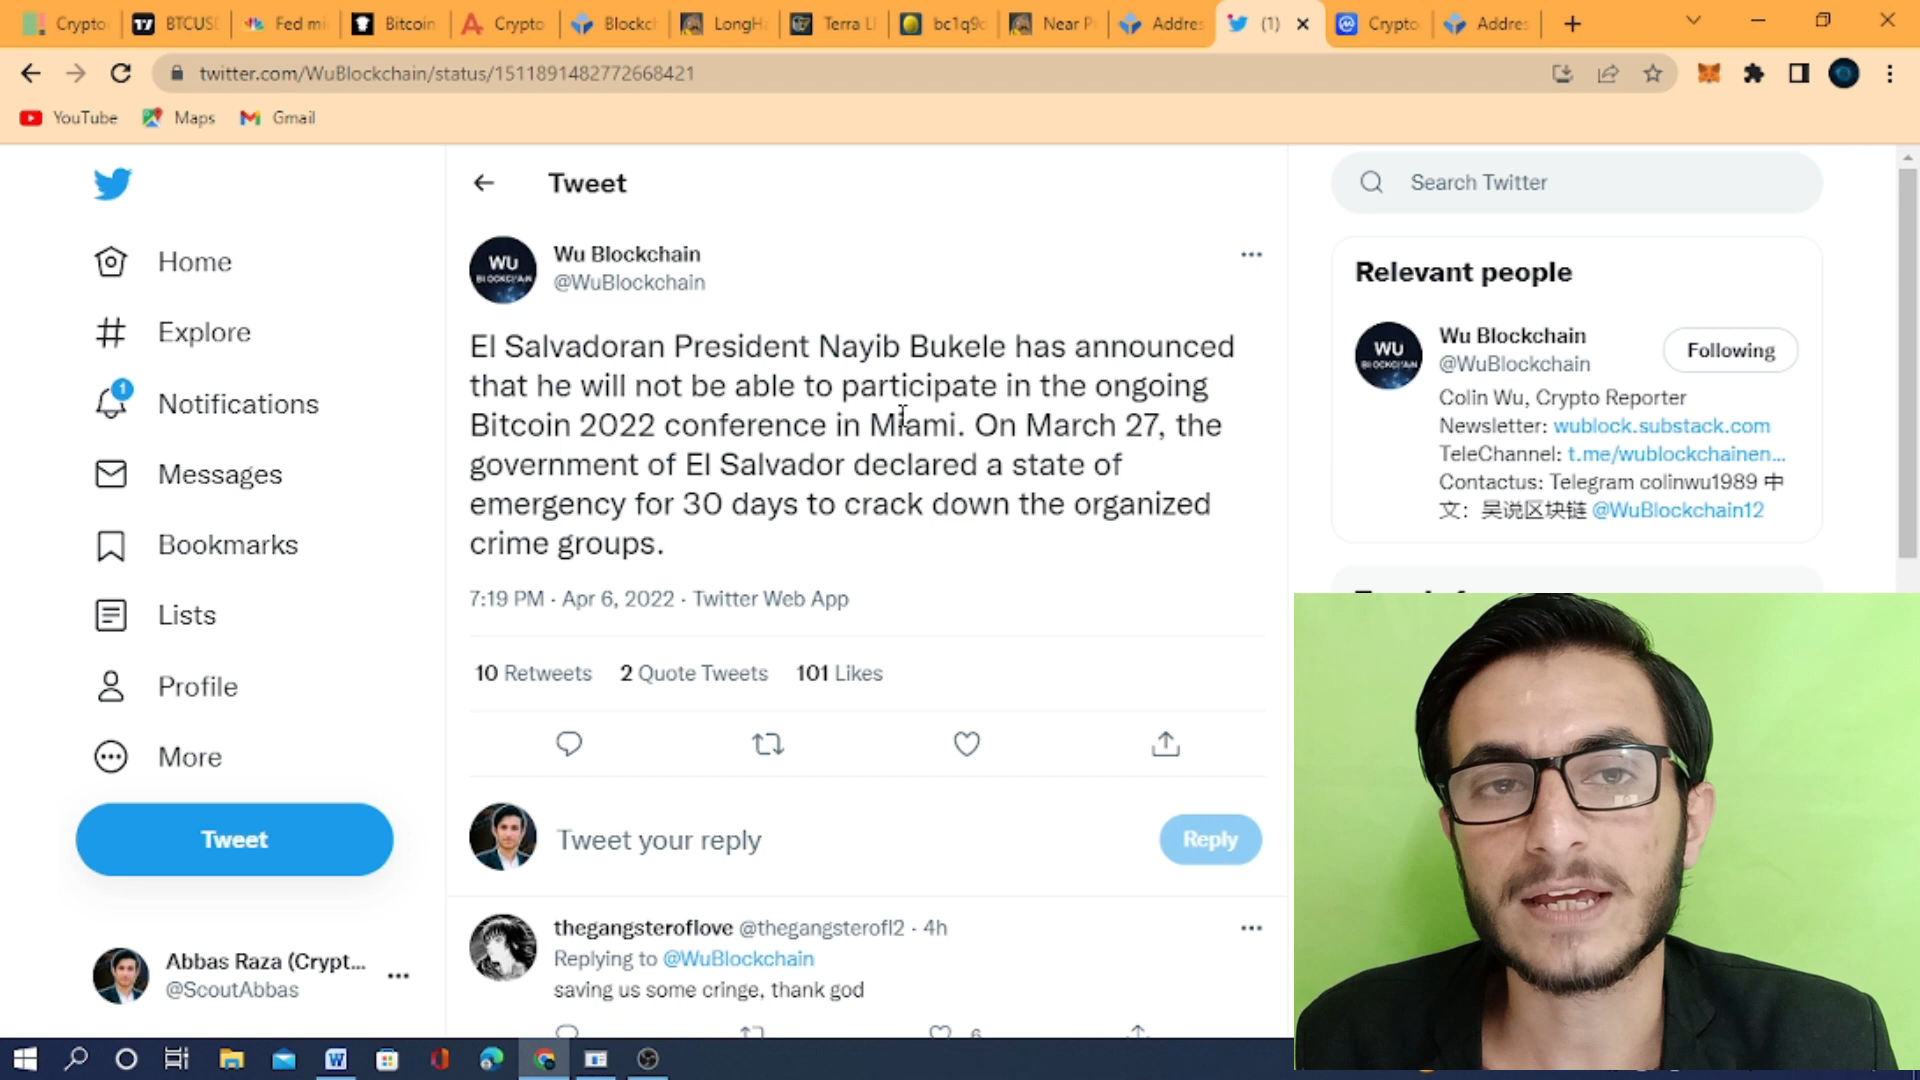 Crypto
BTCUS
Fed mi
Bitcoin
Crypto
Blockc
LongH
Terra L
bc1q9c
Near P
Addre
(1)
Crypto
Addre
twitter.com/WuBlockchain/status/1511891482772668421
YouTube
Maps
Gmail
Tweet
Search Twitter
Home
Explore
1
Notifications
Messages
Bookmarks
Lists
Profile
More
Tweet
Abbas Raza (Crypt...
@ScoutAbbas
WU
BLOCKCHAIN
Wu Blockchain
@WuBlockchain
El Salvadoran President Nayib Bukele has announced
that he will not be able to participate in the ongoing
Bitcoin 2022 conference in Miami. On March 27, the
government of El Salvador declared a state of
emergency for 30 days to crack down the organized
crime groups.
7:19 PM · Apr 6, 2022 · Twitter Web App
10 Retweets 2 Quote Tweets 101 Likes
Tweet your reply
Reply
thegangsteroflove @thegangsterofl2 · 4h
Replying to @WuBlockchain
saving us some cringe, thank god
6
Relevant people
WU
BLOCKCHAIN
Wu Blockchain
@WuBlockchain
Following
Colin Wu, Crypto Reporter
Newsletter: wublock.substack.com
TeleChannel: t.me/wublockchainen...
Contactus: Telegram colinwu1989 中
文：吴说区块链 @WuBlockchain12